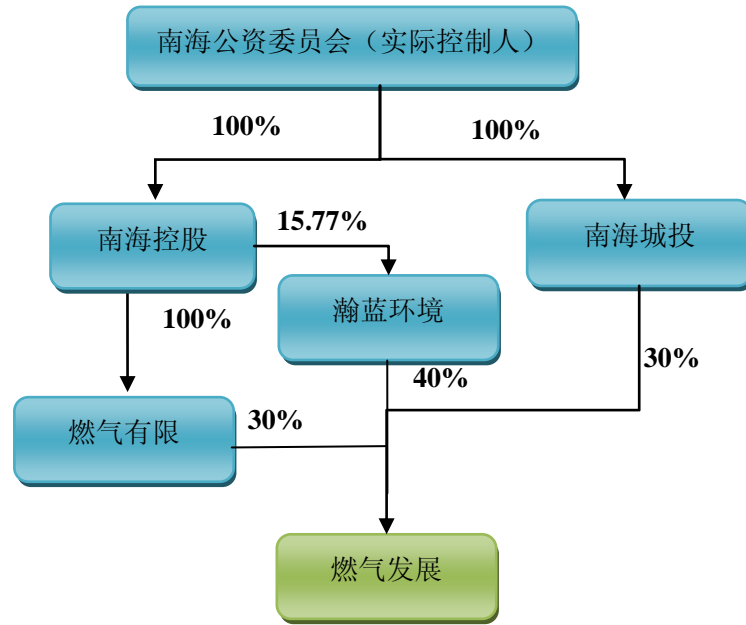 南海公资委员会（实际控制人）
100%
100%
南海控股
15.77%
南海城投
瀚蓝环境
100%
40%
30%
燃气有限
30%
燃气发展